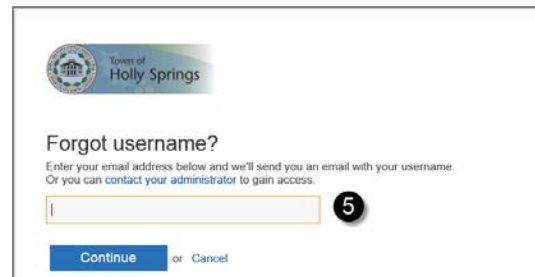 Town of
Holly Springs
Forgot username?
Enter your email address below and we'll send you an email with your username.
Or you can contact your administrator to gain access.
5
Continue or Cancel